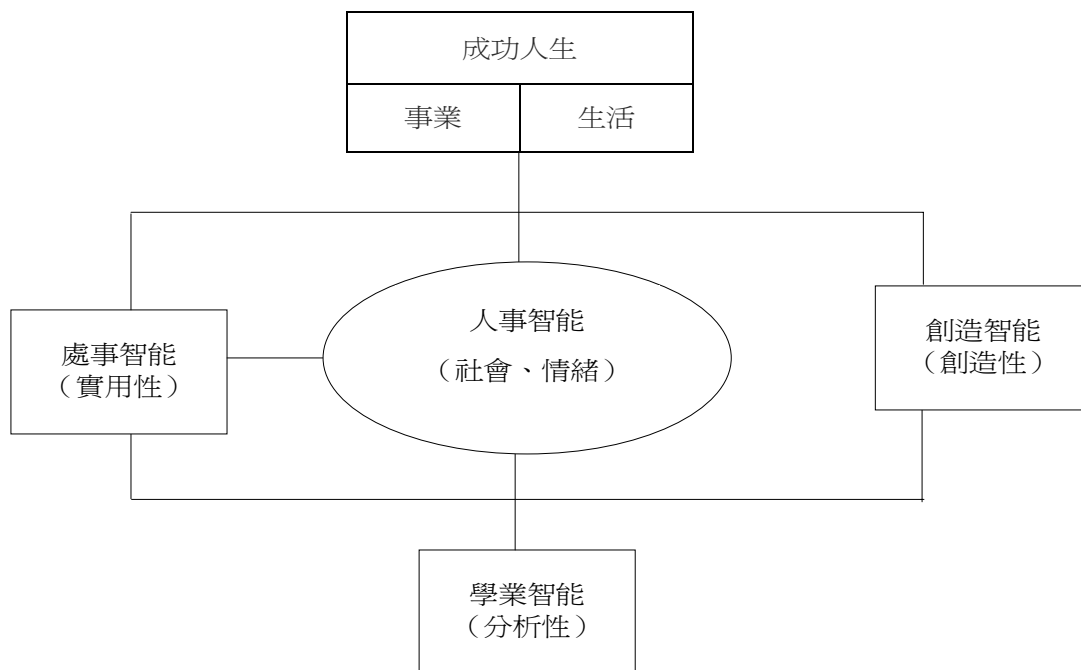 成功人生
事業
生活
人事智能
（社會、情緒）
處事智能
（實用性）
創造智能
（創造性）
學業智能
（分析性）